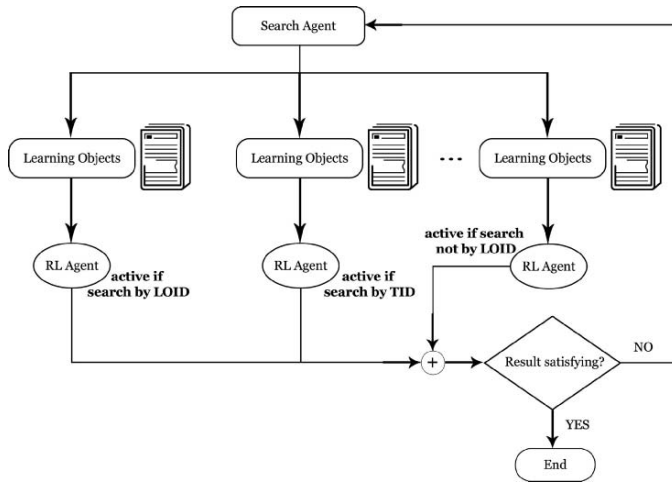 Search Agent
Learning Objects
Learning Objects
...
Learning Objects
RL Agent
active if
search by LOID
RL Agent
active if
search by TID
active if search
not by LOID
RL Agent
+
Result satisfying?
NO
YES
End